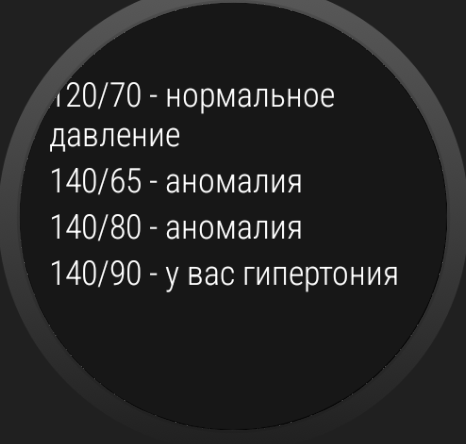 120/70 - нормальное
давление
140/65 - аномалия
140/80 - аномалия
140/90 - у вас гипертония